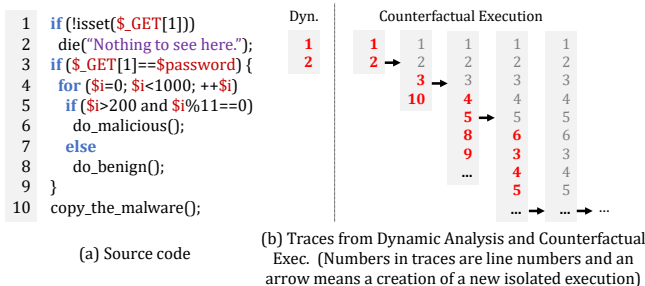 1 if (!isset($_GET[1]))
2 die(“Nothing to see here.”);
3 if ($_GET[1]==$password) {
4 for ($i=0; $i<1000; ++$i)
5 if ($i>200 and $i%11==0)
6 do_malicious();
7 else
8 do_benign();
9 }
10 copy_the_malware();
(a) Source code
Dyn. Counterfactual Execution
1 1 1 1 1 1
2 2 2 2 2 2
3 3 3 3
10 4 4 4
5 5 5
8 6 6
9 3 3
... 4 4
5 5
... ... ...
(b) Traces from Dynamic Analysis and Counterfactual
Exec. (Numbers in traces are line numbers and an
arrow means a creation of a new isolated execution)